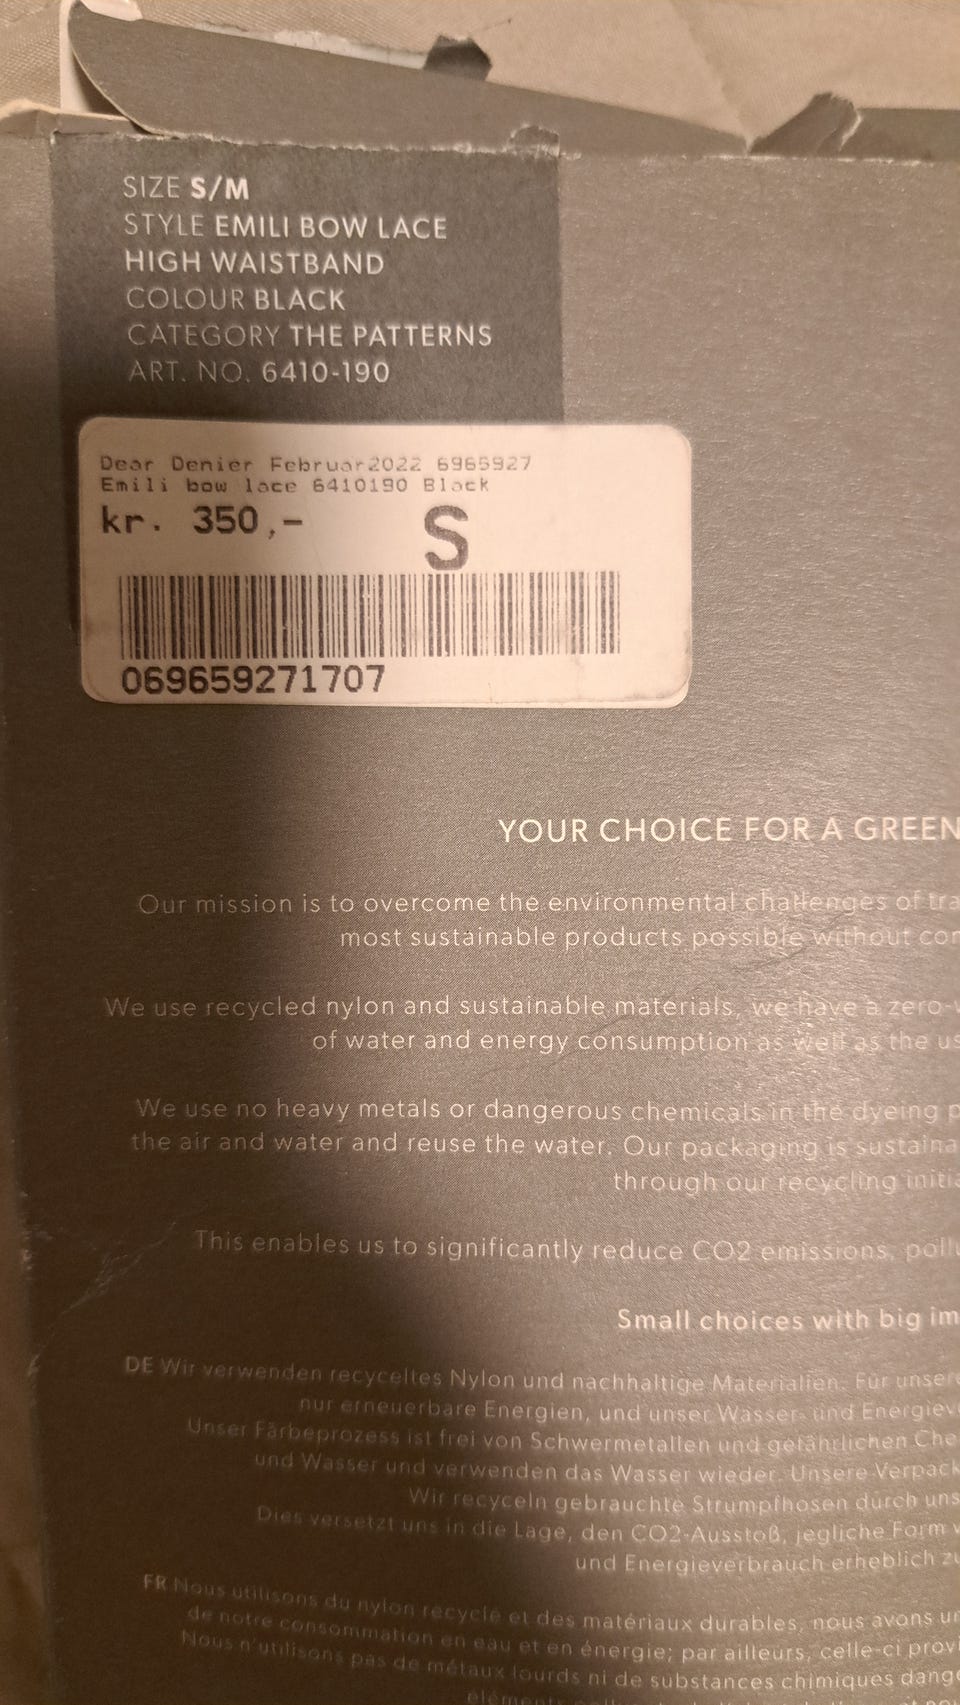 SIZE S/M
STYLE EMILI BOW LACE
HIGH WAISTBAND
COLOUR BLACK
CATEGORY THE PATTERNS
ART. NO. 6410-190
Dear Denier Februar2022 6965927
Emili bow lace 6410190 Black
kr. 350,- S
069659271707
YOUR CHOICE FOR A GREEN
Our mission is to overcome the environmental challenges of tra
most sustainable products possible without con
We use recycled nylon and sustainable materials, we have a zero-
of water and energy consumption as well as the us
We use no heavy metals or dangerous chemicals in the dyeing p
the air and water and reuse the water. Our packaging is sustaina
through our recycling initia
This enables us to significantly reduce CO2 emissions, pollu
Small choices with big im
DE Wir verwenden recyceltes Nylon und nachhaltige Materialien. Für unsere
nur erneuerbare Energien, und unser Wasser- und Energiev
Unser Färbeprozess ist frei von Schwermetallen und gefährlichen Che
und Wasser und verwenden das Wasser wieder. Unsere Verpack
Wir recyceln gebrauchte Strumpfhosen durch uns
Dies versetzt uns in die Lage, den CO2-Ausstoß, jegliche Form v
und Energieverbrauch erheblich zu
FR Nous utilisons du nylon recyclé et des matériaux durables, nous avons un
de notre consommation en eau et en énergie; par ailleurs, celle-ci provi
Nous n'utilisons pas de métaux lourds ni de substances chimiques dange